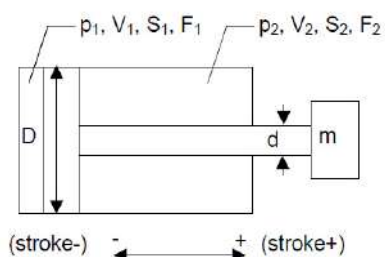 p₁, V₁, S₁, F₁ p₂, V₂, S₂, F₂
D d m
(stroke-) - + (stroke+)